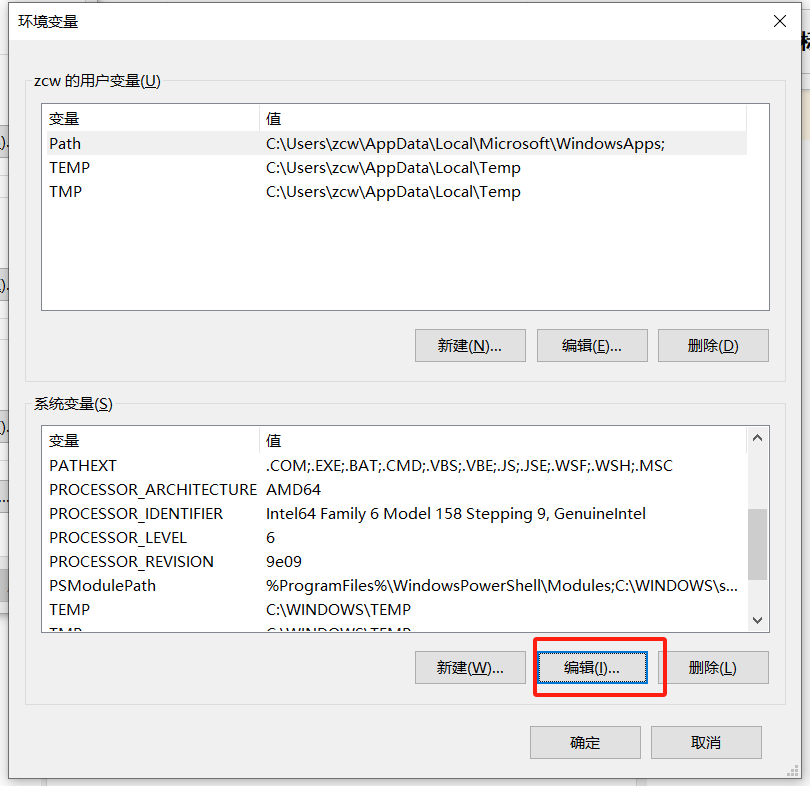 环境变量
zcw 的用户变量(U)
变量 值
Path C:\Users\zcw\AppData\Local\Microsoft\WindowsApps;
TEMP C:\Users\zcw\AppData\Local\Temp
TMP C:\Users\zcw\AppData\Local\Temp
新建(N)... 编辑(E)... 删除(D)
系统变量(S)
变量 值
PATHEXT .COM;.EXE;.BAT;.CMD;.VBS;.VBE;.JS;.JSE;.WSF;.WSH;.MSC
PROCESSOR_ARCHITECTURE AMD64
PROCESSOR_IDENTIFIER Intel64 Family 6 Model 158 Stepping 9, GenuineIntel
PROCESSOR_LEVEL 6
PROCESSOR_REVISION 9e09
PSModulePath %ProgramFiles%\WindowsPowerShell\Modules;C:\WINDOWS\s...
TEMP C:\WINDOWS\TEMP
TMP C:\WINDOWS\TEMP
新建(W)... 编辑(I)... 删除(L)
确定 取消